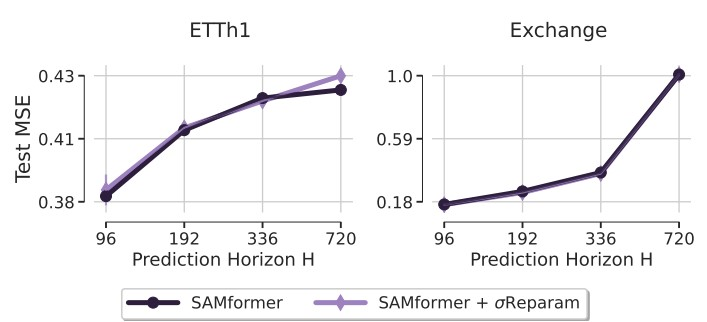 ETTh1
Exchange
Test MSE
0.43
0.41
0.38
1.0
0.59
0.18
96 192 336 720
96 192 336 720
Prediction Horizon H
Prediction Horizon H
SAMformer
SAMformer + σReparam